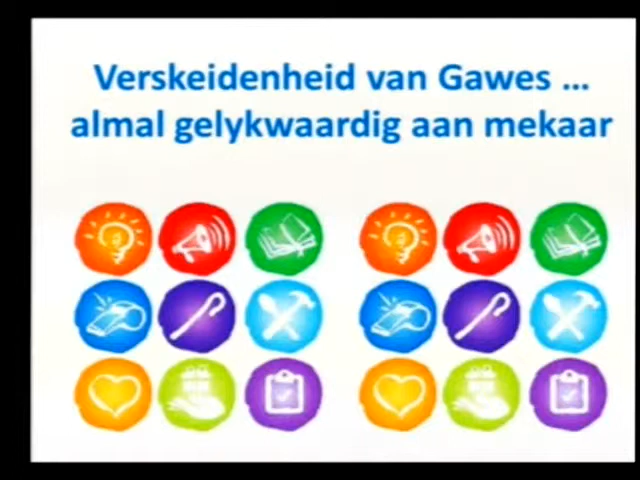 Verskeidenheid van Gawes ...
almal gelykwaardig aan mekaar